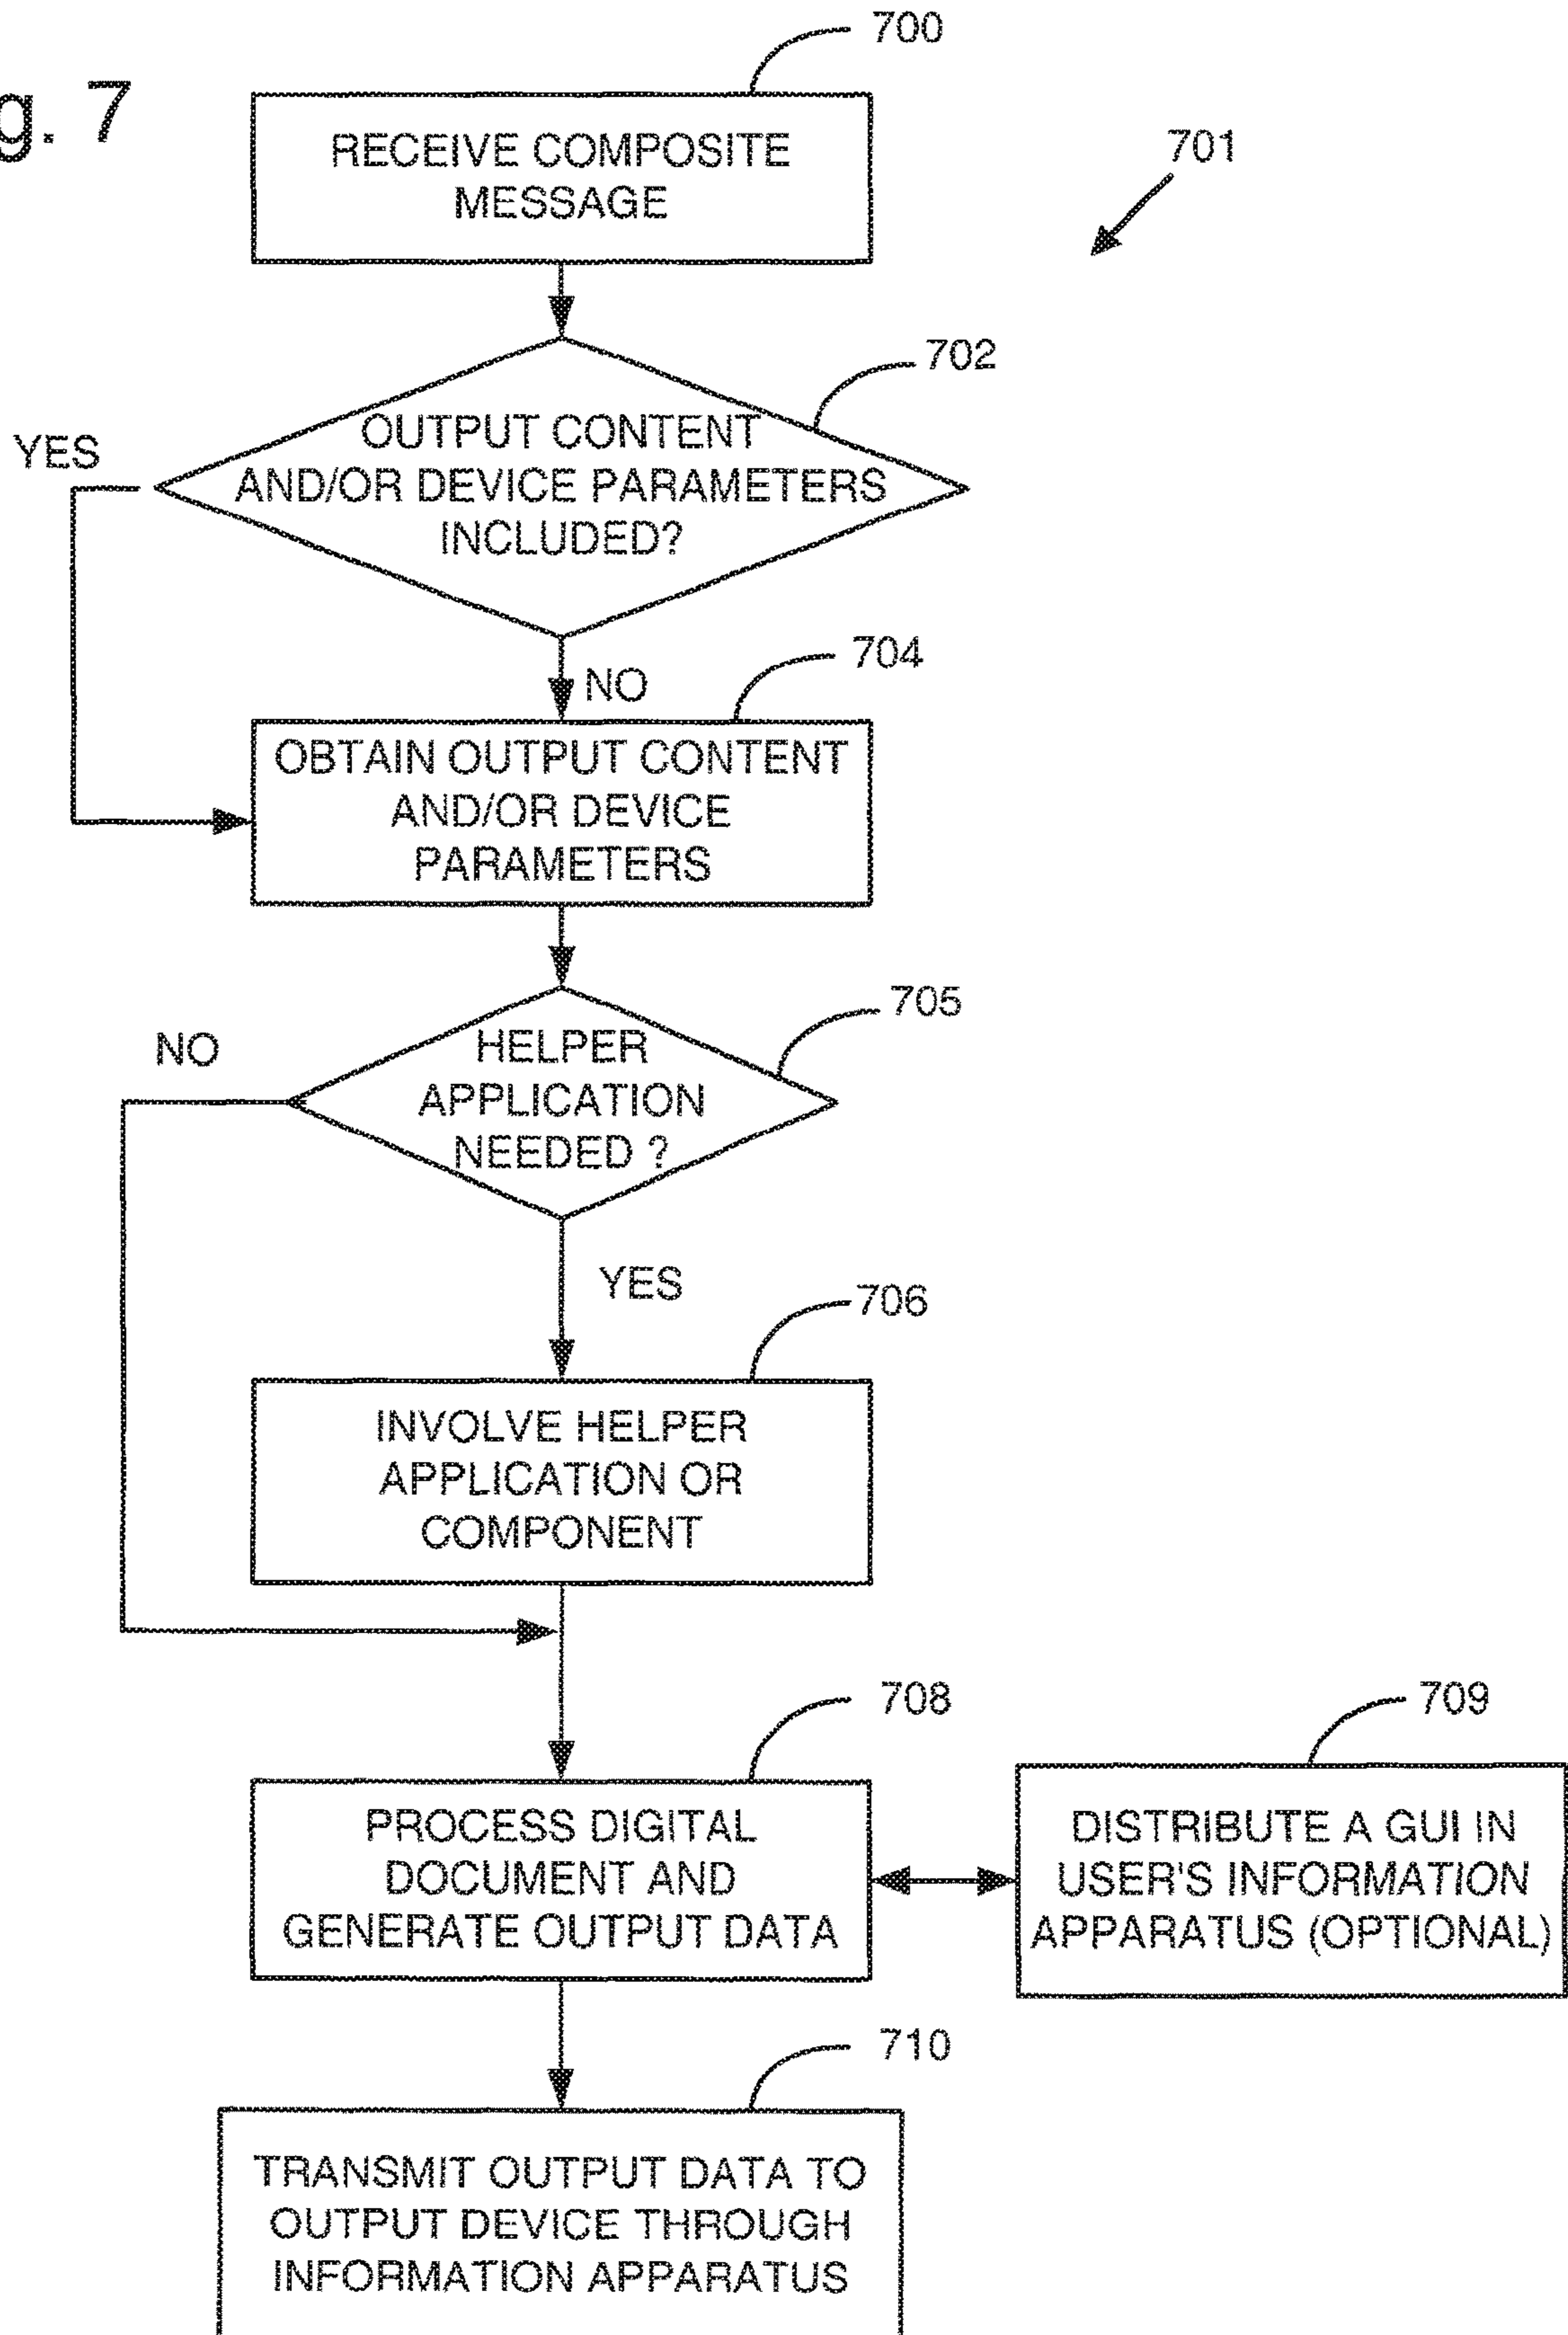 g. 7
700
RECEIVE COMPOSITE
MESSAGE
701
702
YES
OUTPUT CONTENT
AND/OR DEVICE PARAMETERS
INCLUDED?
NO
704
OBTAIN OUTPUT CONTENT
AND/OR DEVICE
PARAMETERS
705
NO
HELPER
APPLICATION
NEEDED ?
YES
706
INVOLVE HELPER
APPLICATION OR
COMPONENT
708
709
PROCESS DIGITAL
DOCUMENT AND
GENERATE OUTPUT DATA
DISTRIBUTE A GUI IN
USER'S INFORMATION
APPARATUS (OPTIONAL)
710
TRANSMIT OUTPUT DATA TO
OUTPUT DEVICE THROUGH
INFORMATION APPARATUS